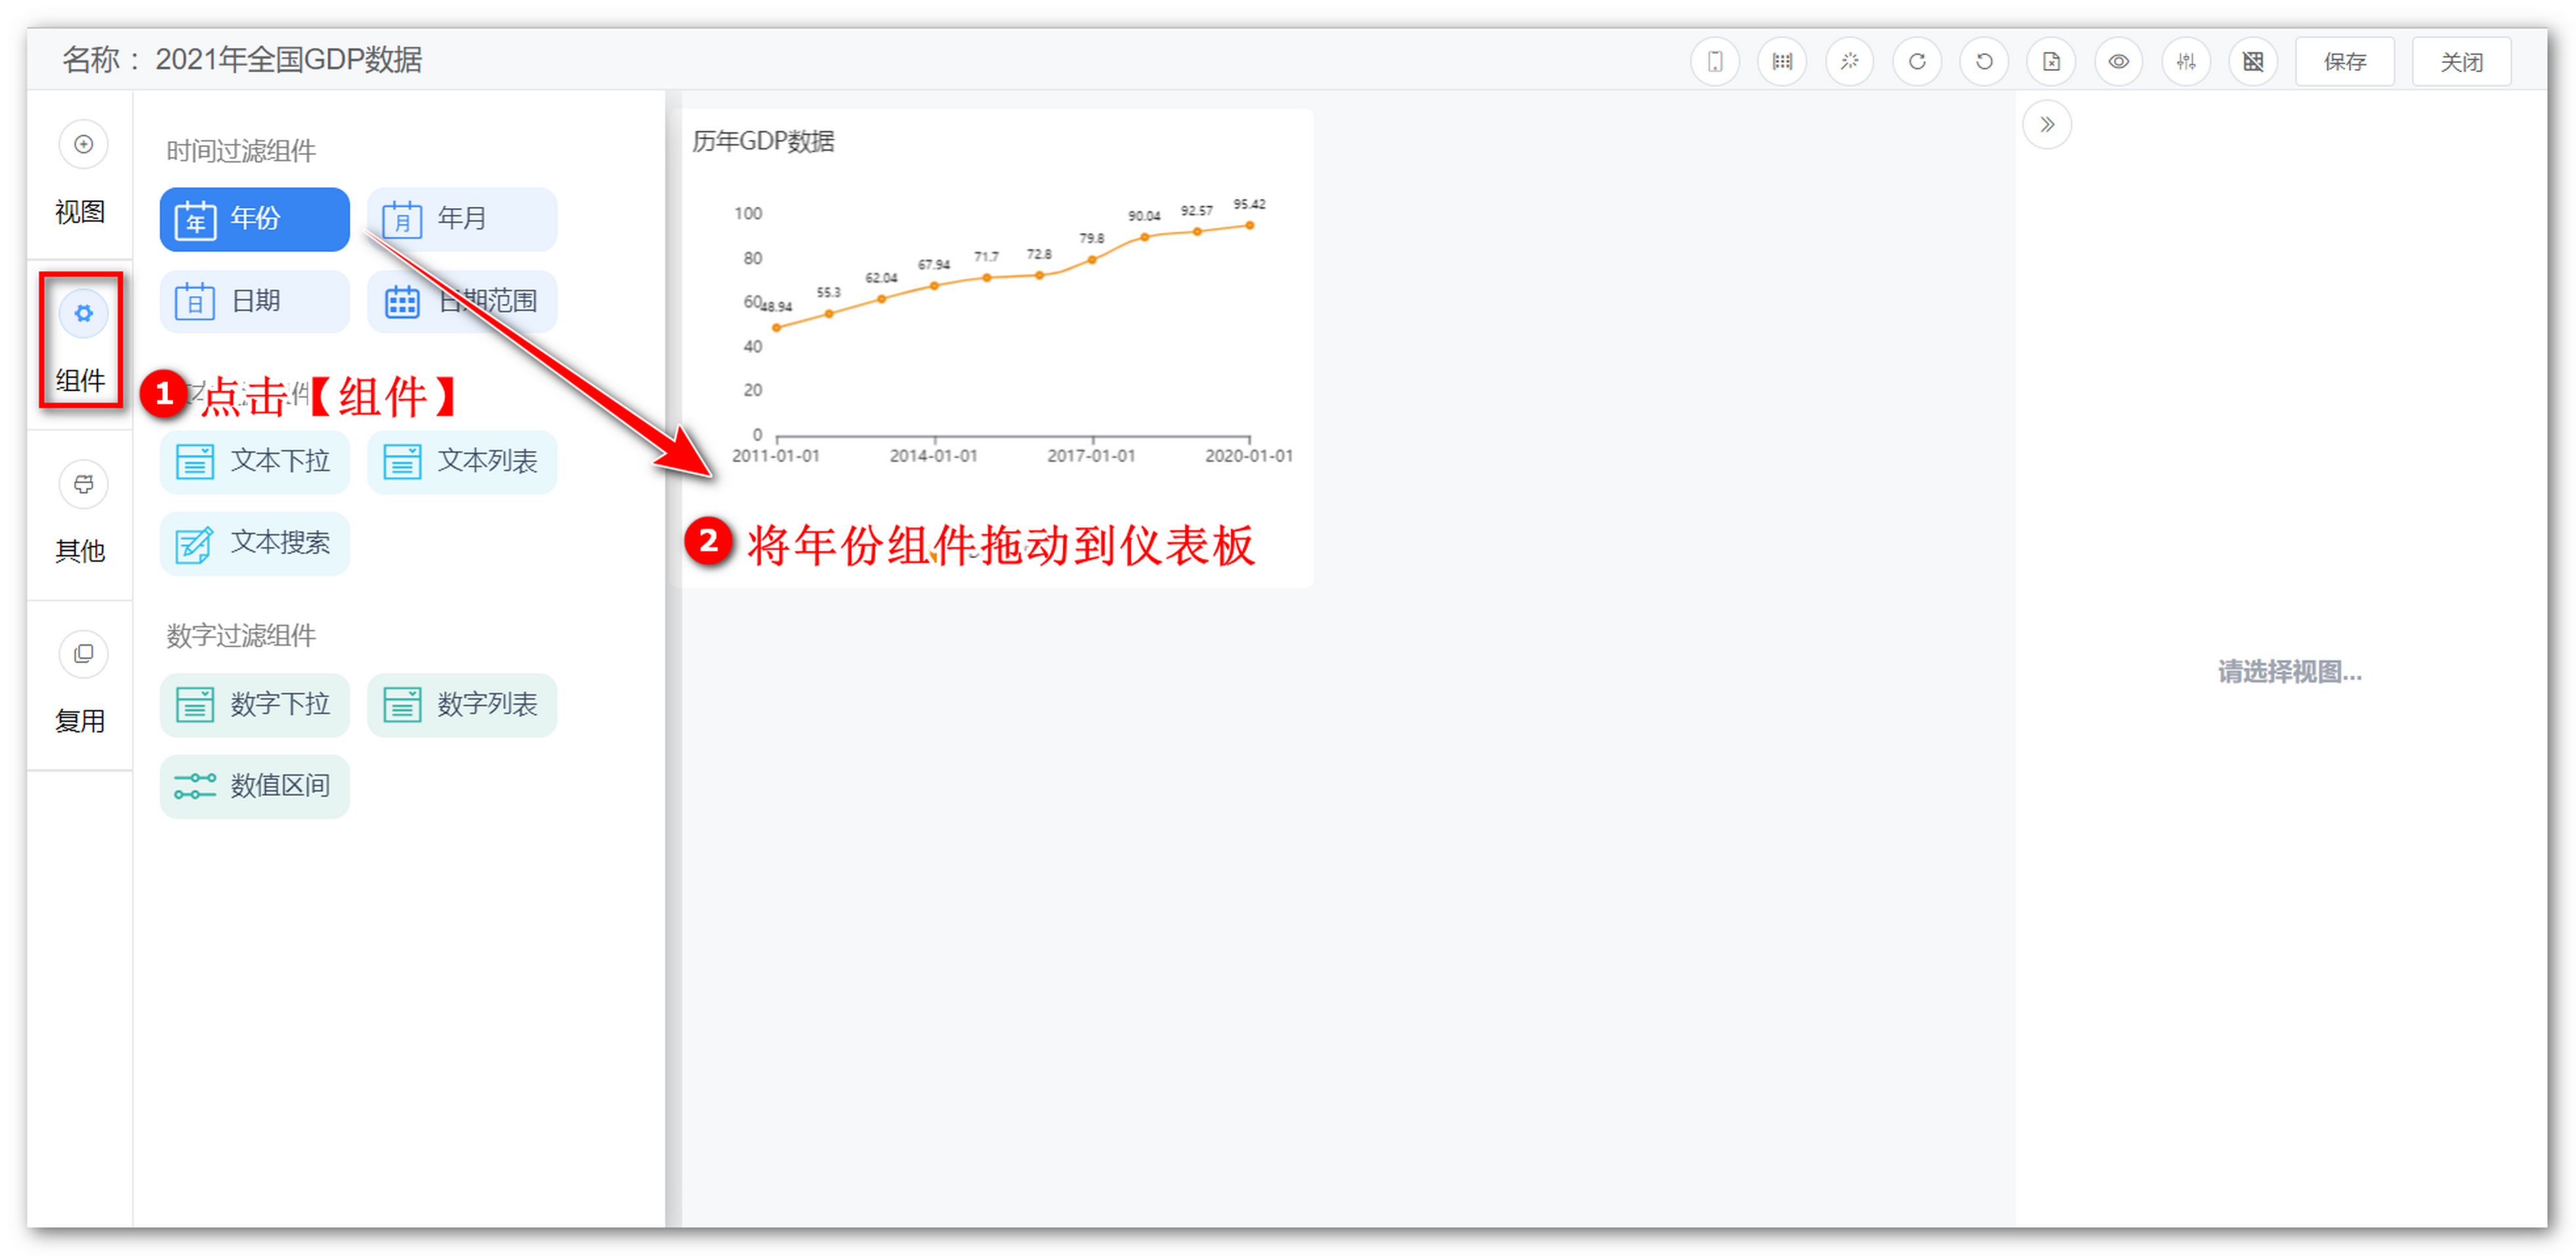 名称： 2021年全国GDP数据
保存 关闭
视图
组件
其他
复用
时间过滤组件
年 年份
月 年月
日 日期
日期范围
1 点击【组件】
文本下拉
文本列表
文本搜索
数字过滤组件
数字下拉
数字列表
数值区间
历年GDP数据
100
80
60
40
20
0
48.94
55.3
62.04
67.94
71.7
72.8
79.8
90.04
92.57
95.42
2011-01-01
2014-01-01
2017-01-01
2020-01-01
2 将年份组件拖动到仪表板
请选择视图...